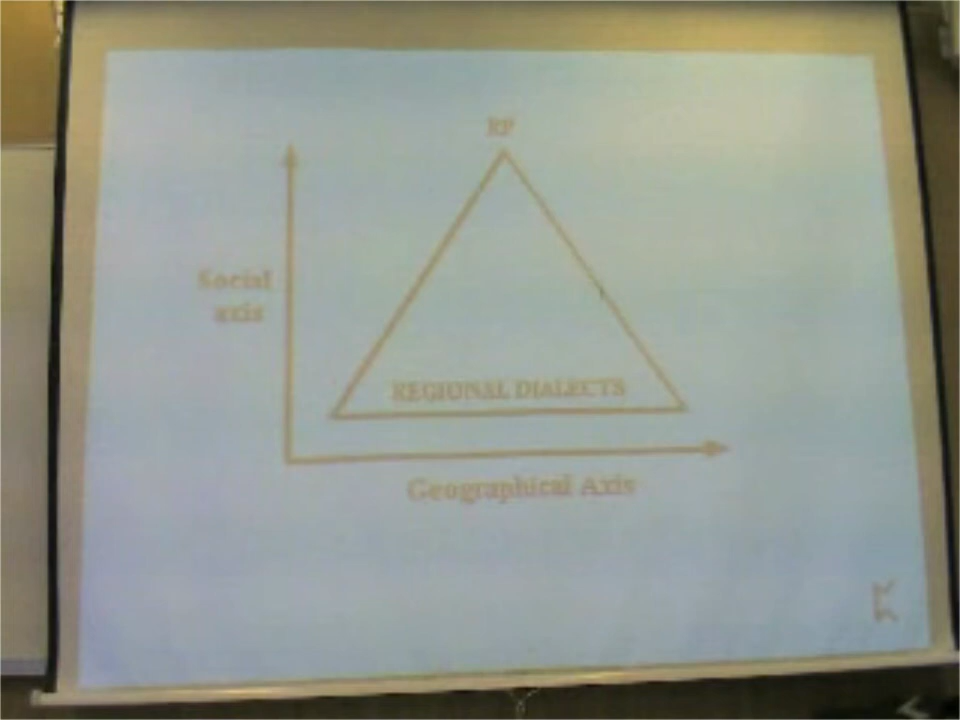 RP
Social
axis
REGIONAL DIALECTS
Geographical Axis